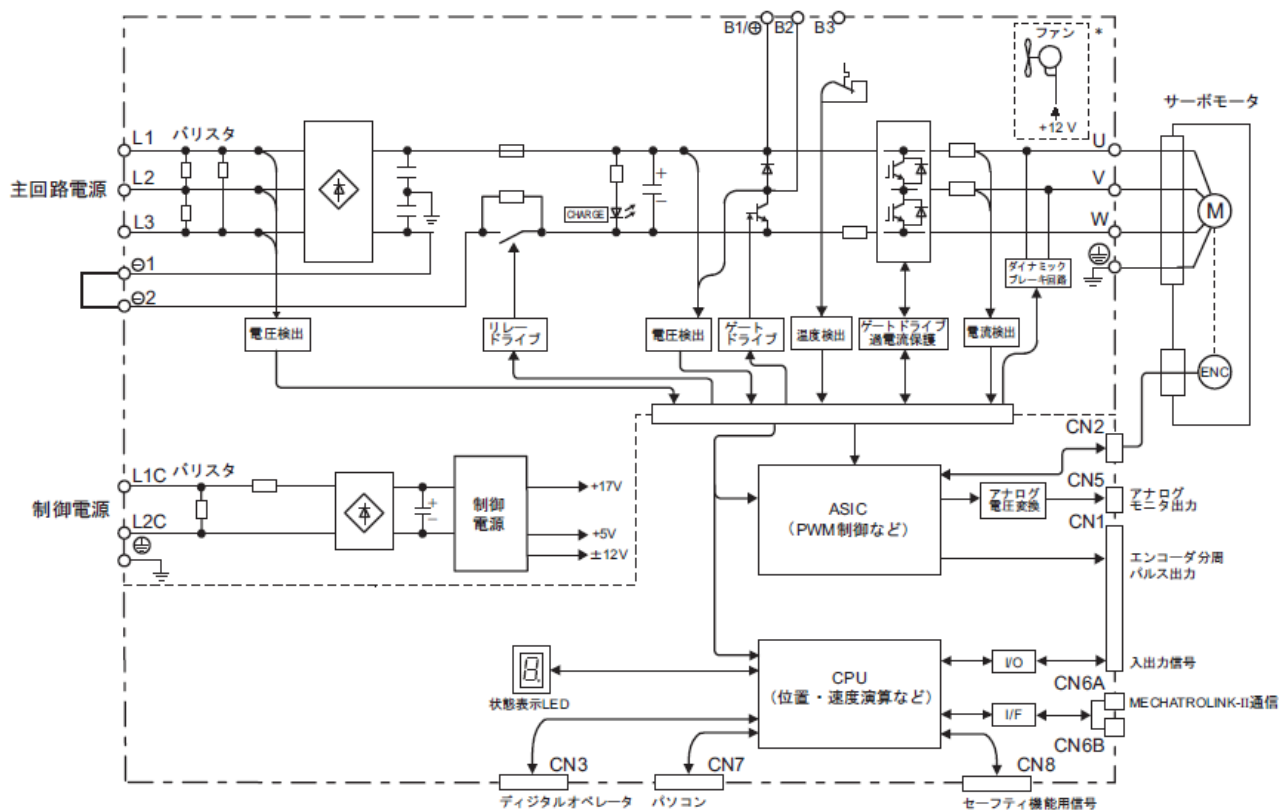 B1/⊕ B2 B3
ファン *
+12 V
サーボモータ
主回路電源
L1 バリスタ
L2
L3
⊖1
⊖2
CHARGE
+
−
U
V
W
M
ENC
電圧検出
リレー
ドライブ
電圧検出
ゲート
ドライブ
温度検出
ゲートドライブ
過電流保護
電流検出
ダイナミック
ブレーキ回路
制御電源
L1C バリスタ
L2C
+
−
制御
電源
+17V
+5V
±12V
ASIC
(PWM制御など)
アナログ
電圧変換
CN2
CN5
アナログ
モニタ出力
CN1
エンコーダ分周
パルス出力
入出力信号
CPU
(位置・速度演算など)
I/O
I/F
CN6A
MECHATROLINK-II通信
CN6B
8.
状態表示LED
CN3
ディジタルオペレータ
CN7
パソコン
CN8
セーフティ機能用信号